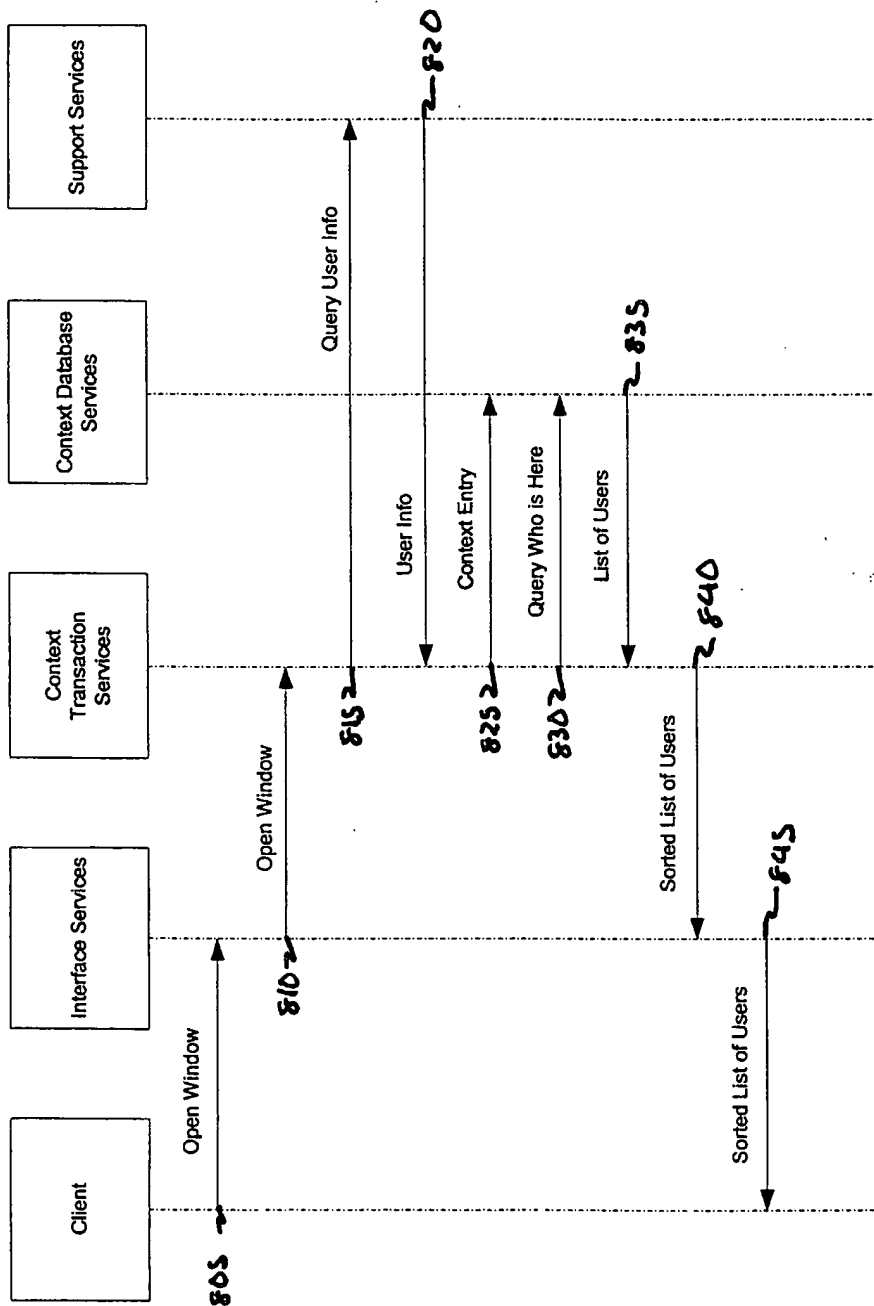 Client
Interface Services
Context
Transaction
Services
Context Database
Services
Support Services
805
Open Window
810
Open Window
815
Query User Info
820
User Info
825
Context Entry
830
Query Who is Here
835
List of Users
840
Sorted List of Users
845
Sorted List of Users